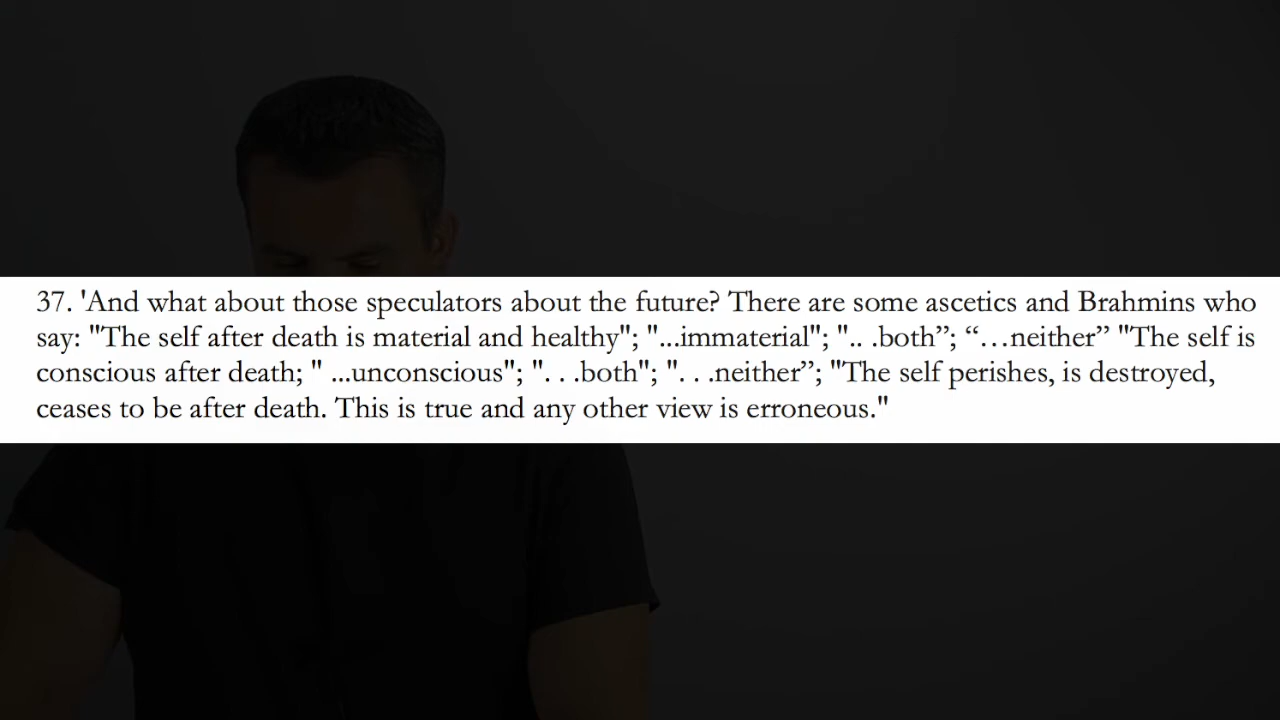 37. 'And what about those speculators about the future? There are some ascetics and Brahmins who
say: "The self after death is material and healthy"; "...immaterial"; ".. .both”; “…neither” "The self is
conscious after death; " ...unconscious"; ". . .both"; ". . .neither”; "The self perishes, is destroyed,
ceases to be after death. This is true and any other view is erroneous."